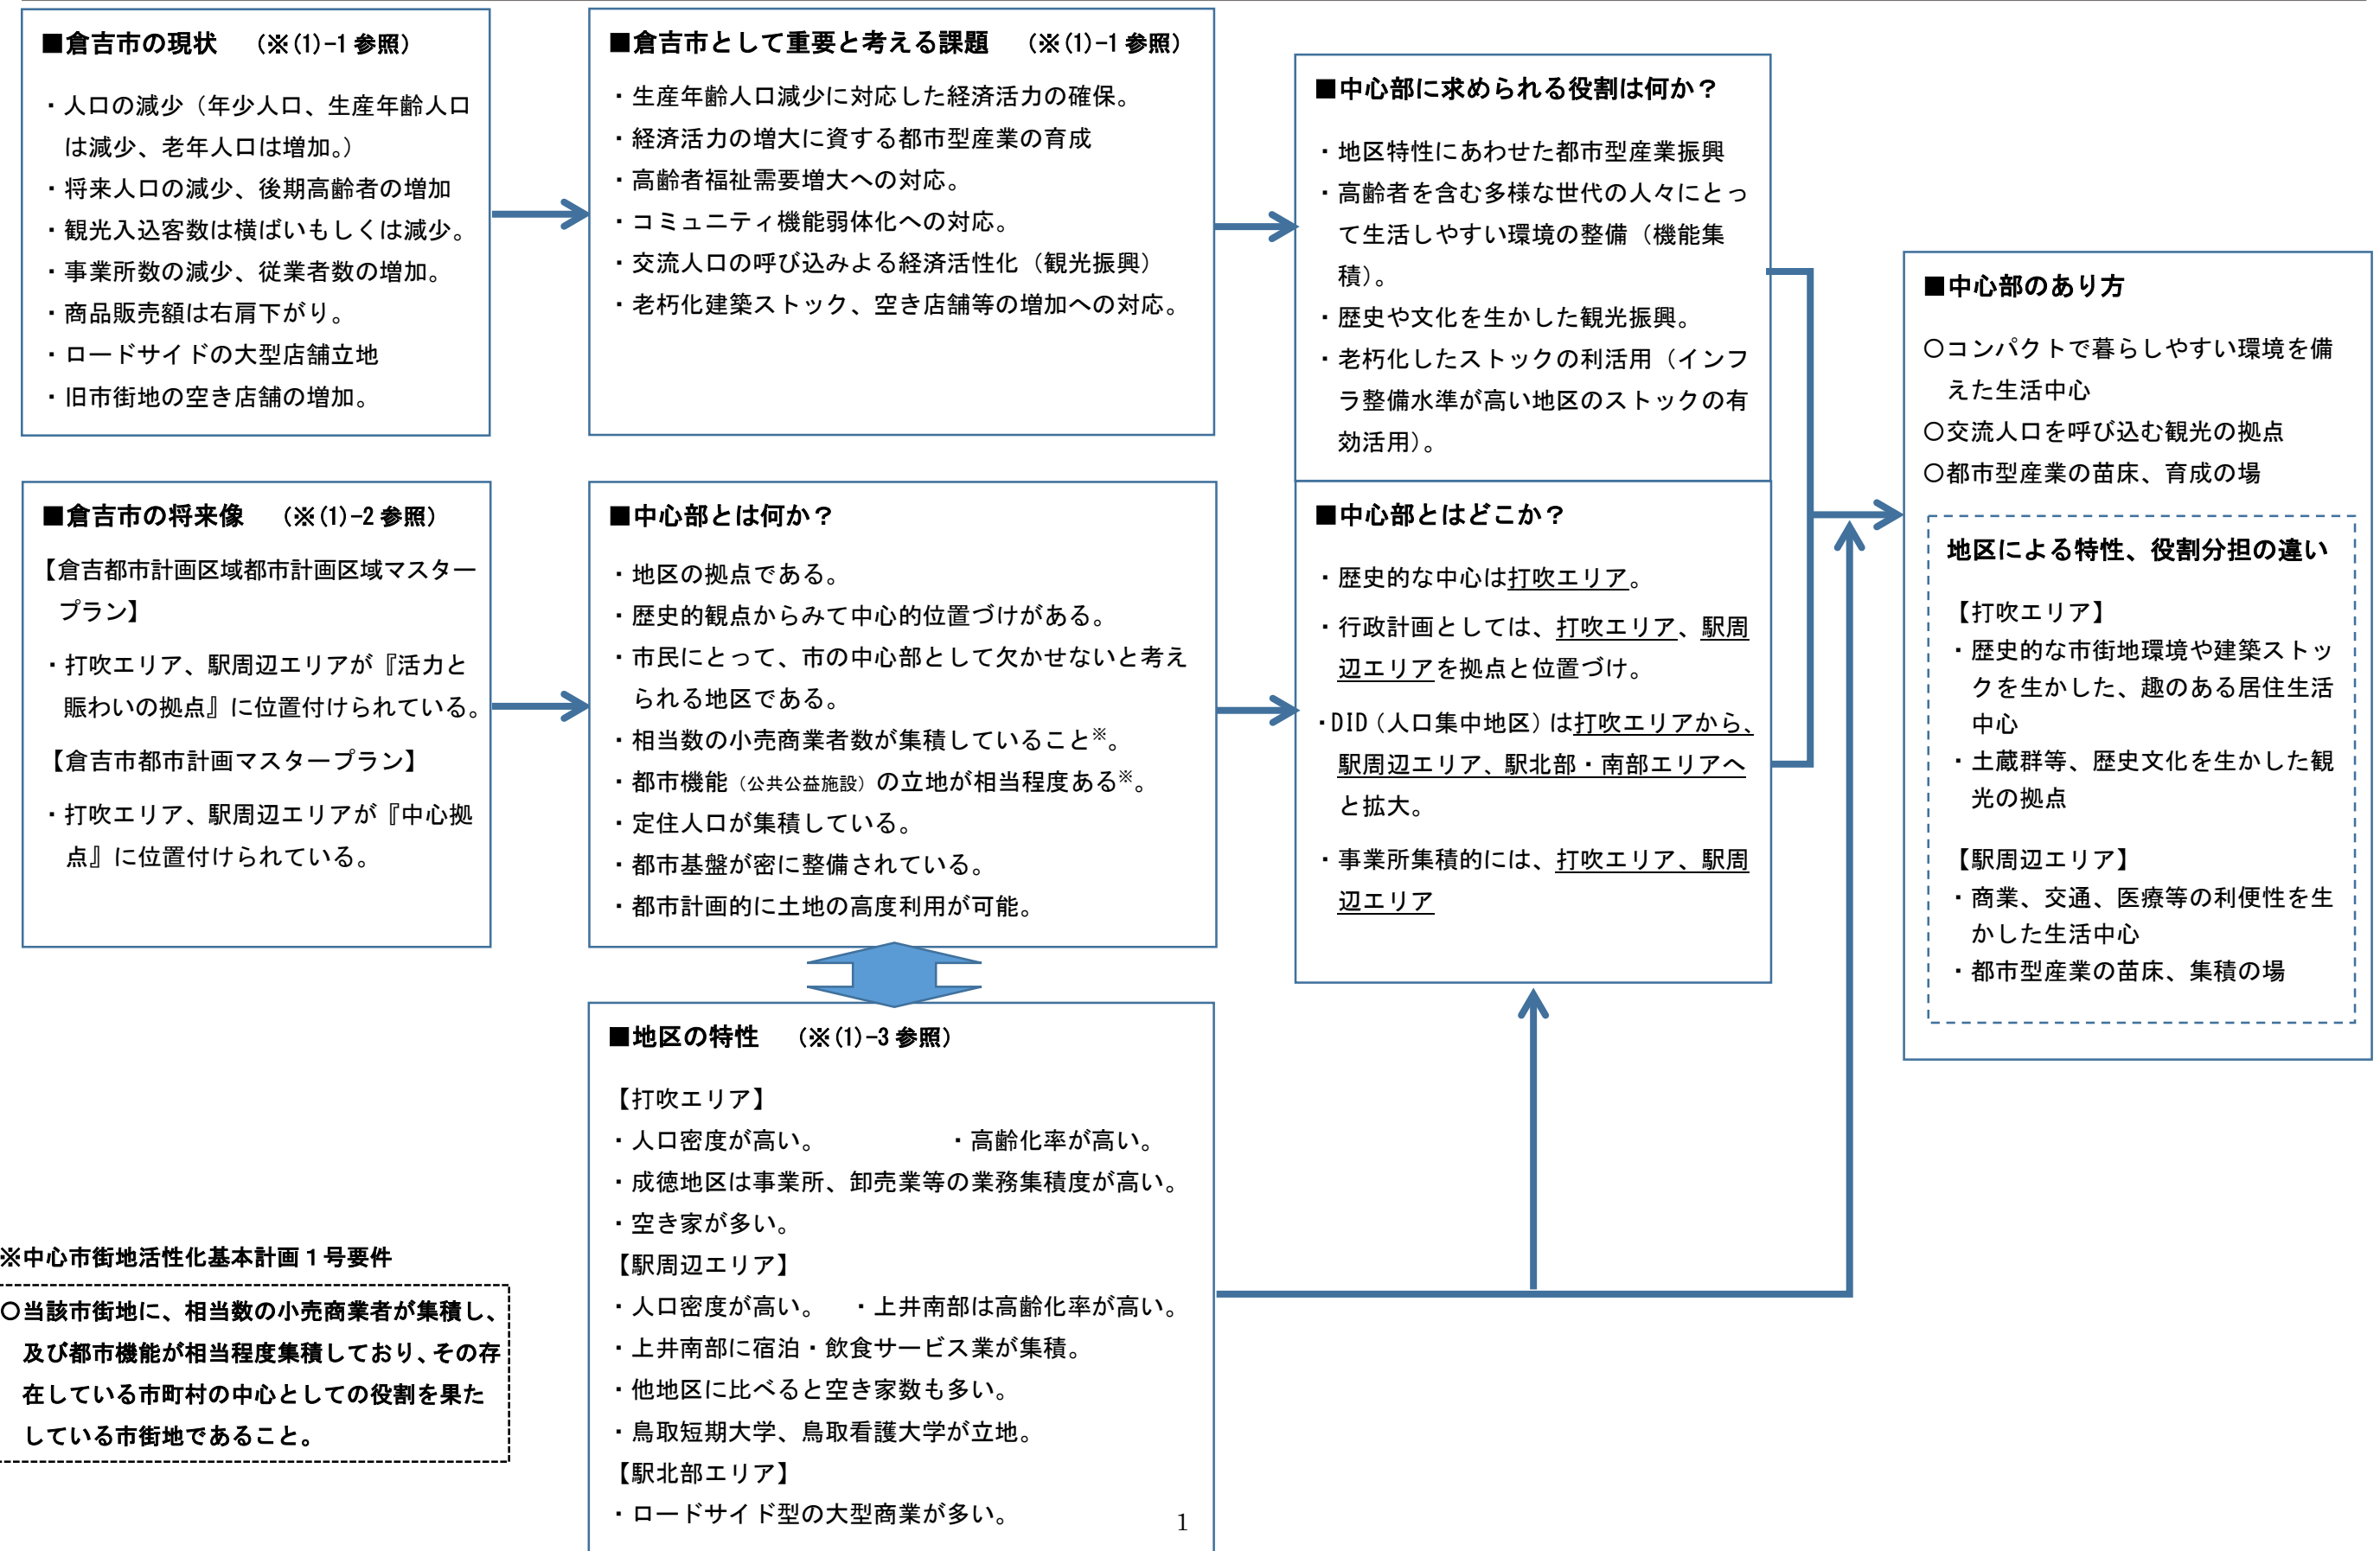 ■倉吉市の現状 (※(1)-1 参照)
・人口の減少(年少人口、生産年齢人口
は減少、老年人口は増加。)
・将来人口の減少、後期高齢者の増加
・観光入込客数は横ばいもしくは減少。
・事業所数の減少、従業者数の増加。
・商品販売額は右肩下がり。
・ロードサイドの大型店舗立地
・旧市街地の空き店舗の増加。
■倉吉市として重要と考える課題 (※(1)-1 参照)
・生産年齢人口減少に対応した経済活力の確保。
・経済活力の増大に資する都市型産業の育成
・高齢者福祉需要増大への対応。
・コミュニティ機能弱体化への対応。
・交流人口の呼び込みよる経済活性化(観光振興)
・老朽化建築ストック、空き店舗等の増加への対応。
■中心部に求められる役割は何か?
・地区特性にあわせた都市型産業振興
・高齢者を含む多様な世代の人々にとっ
て生活しやすい環境の整備(機能集
積)。
・歴史や文化を生かした観光振興。
・老朽化したストックの利活用(インフ
ラ整備水準が高い地区のストックの有
効活用)。
■倉吉市の将来像 (※(1)-2 参照)
【倉吉都市計画区域都市計画区域マスター
プラン】
・打吹エリア、駅周辺エリアが『活力と
賑わいの拠点』に位置付けられている。
【倉吉市都市計画マスタープラン】
・打吹エリア、駅周辺エリアが『中心拠
点』に位置付けられている。
■中心部とは何か?
・地区の拠点である。
・歴史的観点からみて中心的位置づけがある。
・市民にとって、市の中心部として欠かせないと考え
られる地区である。
・相当数の小売商業者数が集積していること※。
・都市機能(公共公益施設)の立地が相当程度ある※。
・定住人口が集積している。
・都市基盤が密に整備されている。
・都市計画的に土地の高度利用が可能。
■中心部とはどこか?
・歴史的な中心は打吹エリア。
・行政計画としては、打吹エリア、駅周
辺エリアを拠点と位置づけ。
・DID(人口集中地区)は打吹エリアから、
駅周辺エリア、駅北部・南部エリアへ
と拡大。
・事業所集積的には、打吹エリア、駅周
辺エリア
■中心部のあり方
○コンパクトで暮らしやすい環境を備
えた生活中心
○交流人口を呼び込む観光の拠点
○都市型産業の苗床、育成の場
地区による特性、役割分担の違い
【打吹エリア】
・歴史的な市街地環境や建築ストッ
クを生かした、趣のある居住生活
中心
・土蔵群等、歴史文化を生かした観
光の拠点
【駅周辺エリア】
・商業、交通、医療等の利便性を生
かした生活中心
・都市型産業の苗床、集積の場
■地区の特性 (※(1)-3 参照)
【打吹エリア】
・人口密度が高い。 ・高齢化率が高い。
・成徳地区は事業所、卸売業等の業務集積度が高い。
・空き家が多い。
【駅周辺エリア】
・人口密度が高い。 ・上井南部は高齢化率が高い。
・上井南部に宿泊・飲食サービス業が集積。
・他地区に比べると空き家数も多い。
・鳥取短期大学、鳥取看護大学が立地。
【駅北部エリア】
・ロードサイド型の大型商業が多い。
※中心市街地活性化基本計画1号要件
○当該市街地に、相当数の小売商業者が集積し、
及び都市機能が相当程度集積しており、その存
在している市町村の中心としての役割を果た
している市街地であること。
1